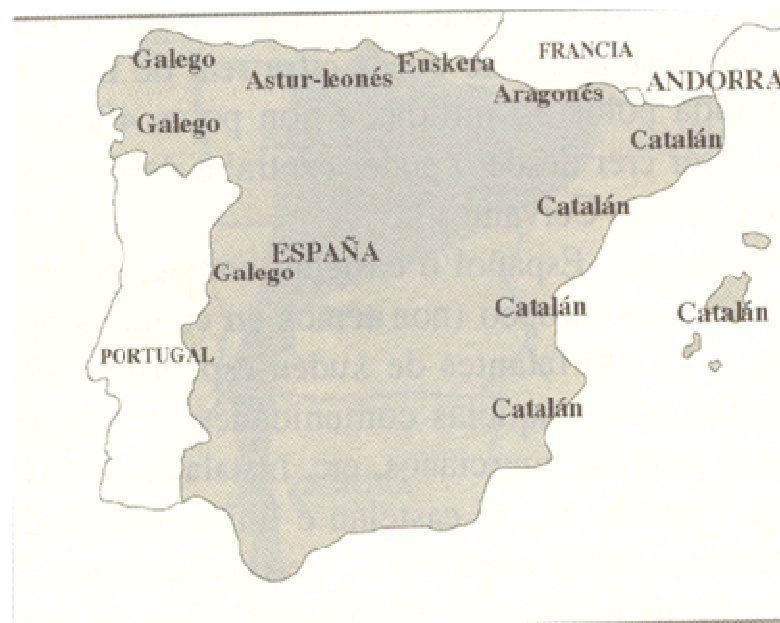 Galego
Astur-leonés
Euskera
FRANCIA
Aragonés
ANDORRA
Galego
Catalán
Catalán
ESPAÑA
Galego
Catalán
Catalán
PORTUGAL
Catalán